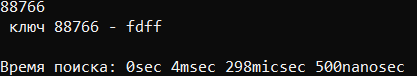 88766
ключ 88766 - fdff
Время поиска: 0sec 4msec 298micsec 500nanosec